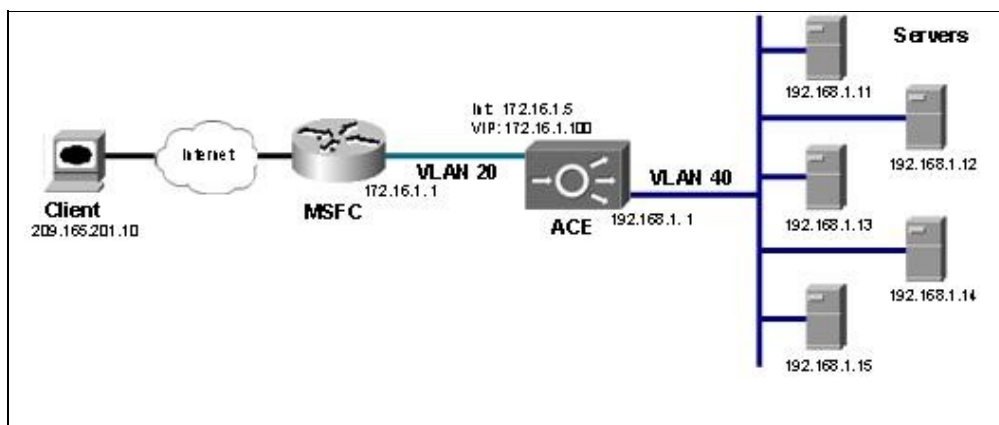 Servers
192.168.1.11
Int: 172.16.1.5
VIP: 172.16.1.100
Internet
VLAN 20
VLAN 40
192.168.1.12
172.16.1.1
Client
209.165.201.10
MSFC
ACE
192.168.1.1
192.168.1.13
192.168.1.14
192.168.1.15